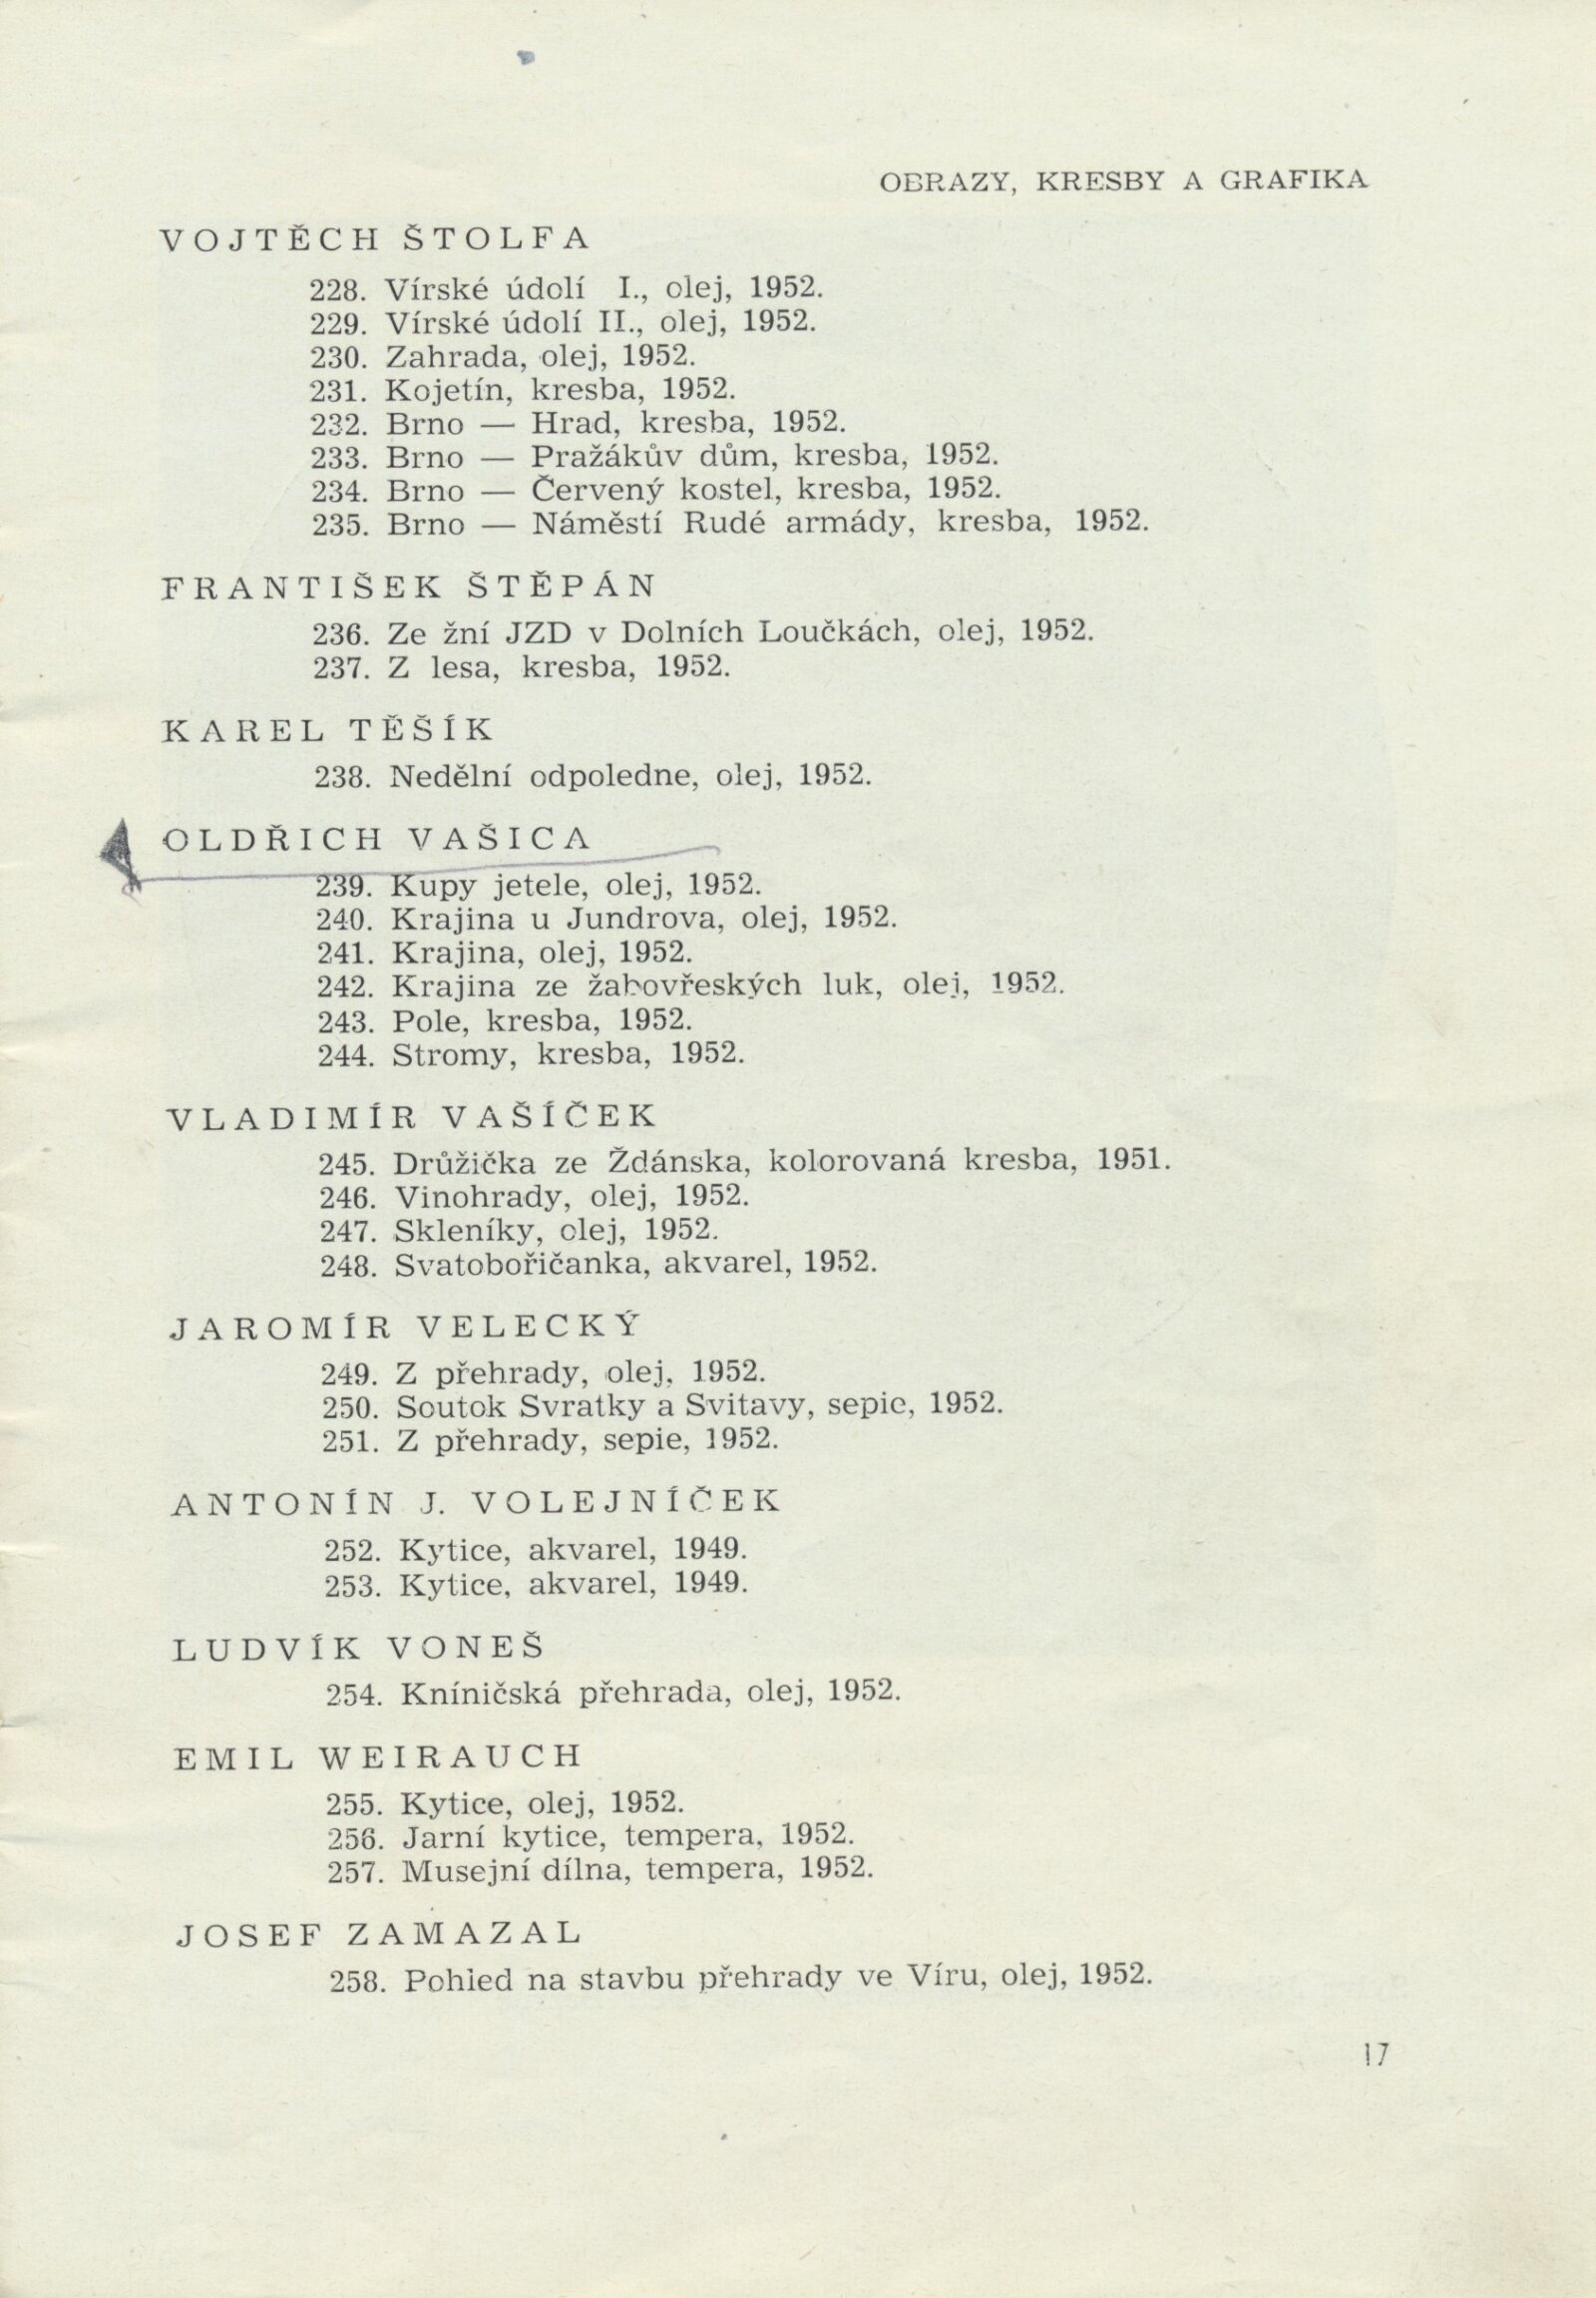 OBRAZY, KRESBY A GRAFIKA
VOJTĚCH ŠTOLFA
228. Vírské údolí I., olej, 1952.
229. Vírské údolí II., olej, 1952.
230. Zahrada, olej, 1952.
231. Kojetín, kresba, 1952.
232. Brno — Hrad, kresba, 1952.
233. Brno — Pražákův dům, kresba, 1952.
234. Brno — Červený kostel, kresba, 1952.
235. Brno — Náměstí Rudé armády, kresba, 1952.
FRANTIŠEK ŠTĚPÁN
236. Ze žní JZD v Dolních Loučkách, olej, 1952.
237. Z lesa, kresba, 1952.
KAREL TĚŠÍK
238. Nedělní odpoledne, olej, 1952.
OLDŘICH VAŠICA
239. Kupy jetele, olej, 1952.
240. Krajina u Jundrova, olej, 1952.
241. Krajina, olej, 1952.
242. Krajina ze žabovřeských luk, olej, 1952.
243. Pole, kresba, 1952.
244. Stromy, kresba, 1952.
VLADIMÍR VAŠÍČEK
245. Drůžička ze Ždánska, kolorovaná kresba, 1951.
246. Vinohrady, olej, 1952.
247. Skleníky, olej, 1952.
248. Svatobořičanka, akvarel, 1952.
JAROMÍR VELECKÝ
249. Z přehrady, olej, 1952.
250. Soutok Svratky a Svitavy, sepie, 1952.
251. Z přehrady, sepie, 1952.
ANTONÍN J. VOLEJNÍČEK
252. Kytice, akvarel, 1949.
253. Kytice, akvarel, 1949.
LUDVÍK VONEŠ
254. Kníničská přehrada, olej, 1952.
EMIL WEIRAUCH
255. Kytice, olej, 1952.
256. Jarní kytice, tempera, 1952.
257. Musejní dílna, tempera, 1952.
JOSEF ZAMAZAL
258. Pohled na stavbu přehrady ve Víru, olej, 1952.
17